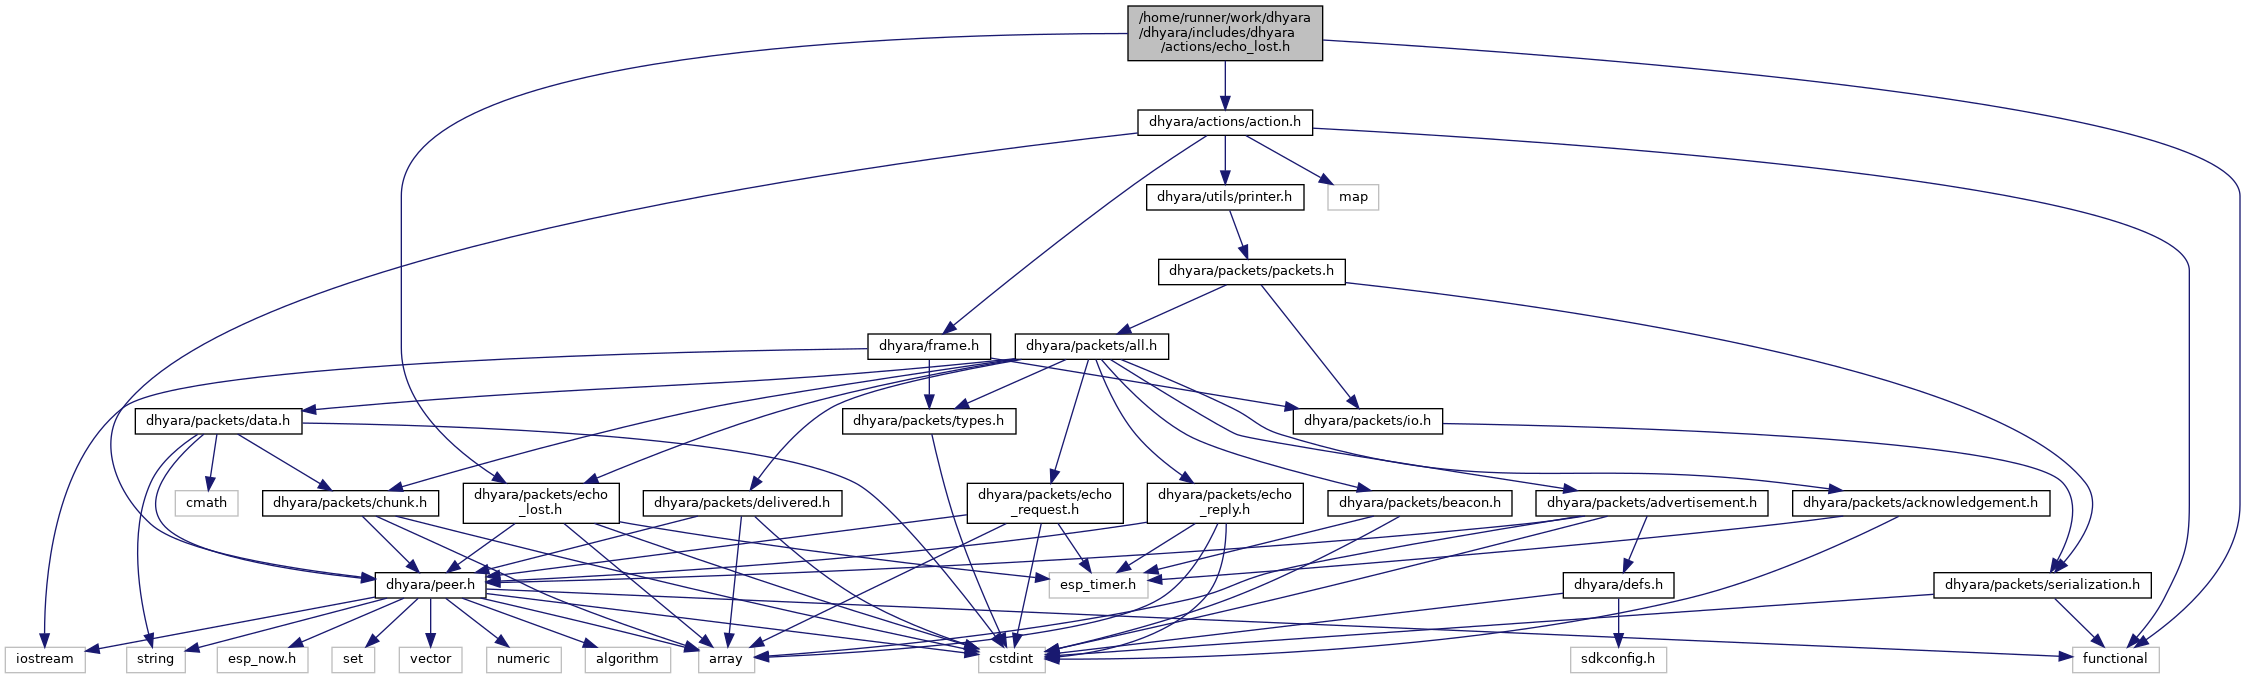 /home/runner/work/dhyara
/dhyara/includes/dhyara
/actions/echo_lost.h
dhyara/actions/action.h
dhyara/utils/printer.h
map
dhyara/packets/packets.h
dhyara/frame.h
dhyara/packets/all.h
dhyara/packets/data.h
dhyara/packets/types.h
dhyara/packets/io.h
cmath
dhyara/packets/chunk.h
dhyara/packets/echo
_lost.h
dhyara/packets/delivered.h
dhyara/packets/echo
_request.h
dhyara/packets/echo
_reply.h
dhyara/packets/beacon.h
dhyara/packets/advertisement.h
dhyara/packets/acknowledgement.h
dhyara/peer.h
esp_timer.h
dhyara/defs.h
dhyara/packets/serialization.h
iostream
string
esp_now.h
set
vector
numeric
algorithm
array
cstdint
sdkconfig.h
functional